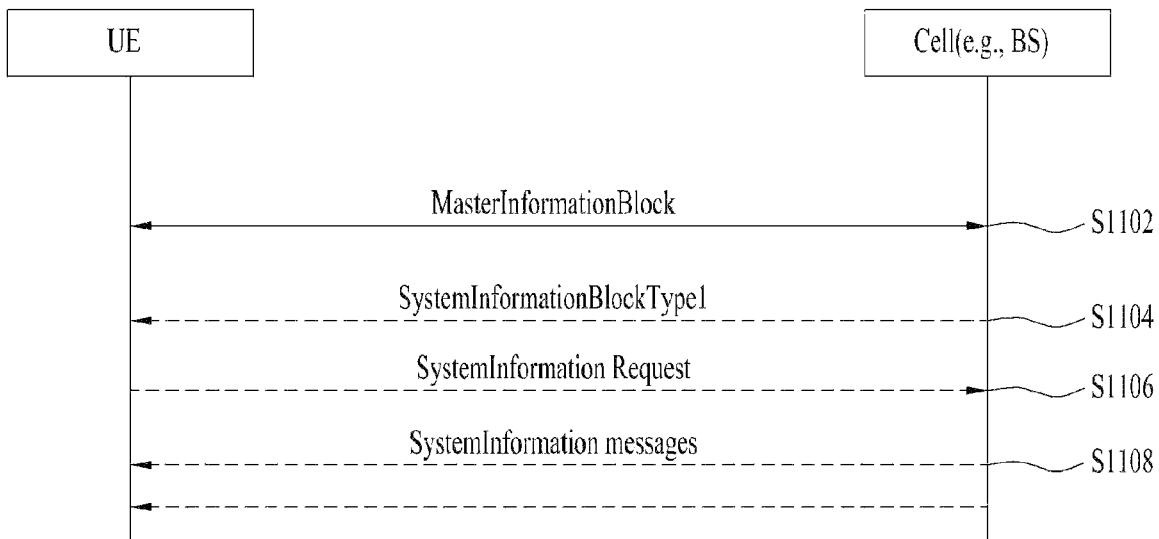 UE
Cell(e.g., BS)
MasterInformationBlock
S1102
SystemInformationBlockType1
S1104
SystemInformation Request
S1106
SystemInformation messages
S1108